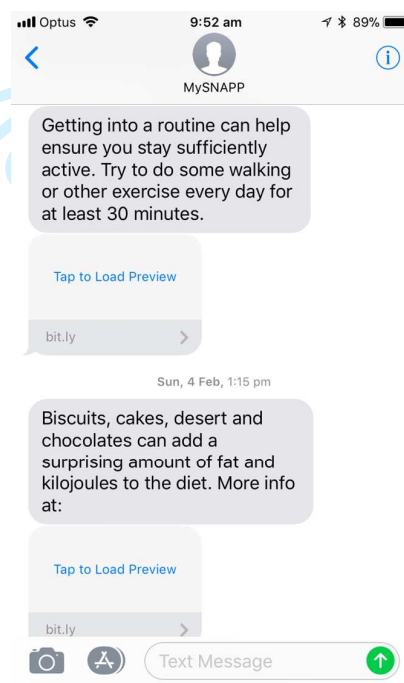 Optus 9:52 am 89%
MySNAPP
Getting into a routine can help
ensure you stay sufficiently
active. Try to do some walking
or other exercise every day for
at least 30 minutes.
Tap to Load Preview
bit.ly
Sun, 4 Feb, 1:15 pm
Biscuits, cakes, desert and
chocolates can add a
surprising amount of fat and
kilojoules to the diet. More info
at:
Tap to Load Preview
bit.ly
Text Message